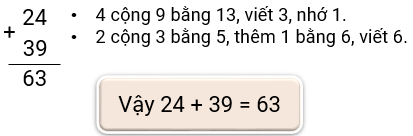 24
+
39
63
• 4 cộng 9 bằng 13, viết 3, nhớ 1.
• 2 cộng 3 bằng 5, thêm 1 bằng 6, viết 6.
Vậy 24 + 39 = 63